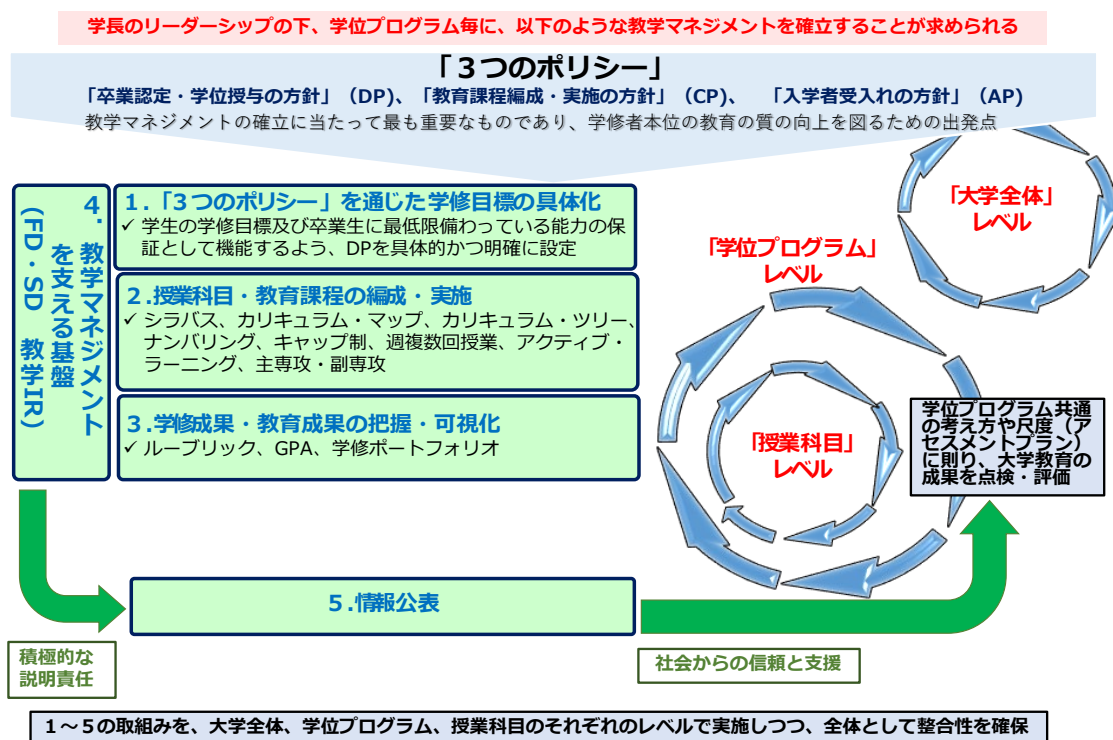 学長のリーダーシップの下、学位プログラム毎に、以下のような教学マネジメントを確立することが求められる
「３つのポリシー」
「卒業認定・学位授与の方針」（DP)、「教育課程編成・実施の方針」（CP)、　「入学者受入れの方針」（AP)
教学マネジメントの確立に当たって最も重要なものであり、学修者本位の教育の質の向上を図るための出発点
４．教学マネジメント
を支える基盤
(FD・SD　教学IR)
１.「３つのポリシー」を通じた学修目標の具体化
✓ 学生の学修目標及び卒業生に最低限備わっている能力の保
証として機能するよう、DPを具体的かつ明確に設定
２.授業科目・教育課程の編成・実施
✓ シラバス、カリキュラム・マップ、カリキュラム・ツリー、
ナンバリング、キャップ制、週複数回授業、アクティブ・
ラーニング、主専攻・副専攻
３.学修成果・教育成果の把握・可視化
✓ ルーブリック、GPA、学修ポートフォリオ
「大学全体」
レベル
「学位プログラム」
レベル
「授業科目」
レベル
学位プログラム共通
の考え方や尺度（ア
セスメントプラン）
に則り、大学教育の
成果を点検・評価
５.情報公表
積極的な
説明責任
社会からの信頼と支援
１～５の取組みを、大学全体、学位プログラム、授業科目のそれぞれのレベルで実施しつつ、全体として整合性を確保